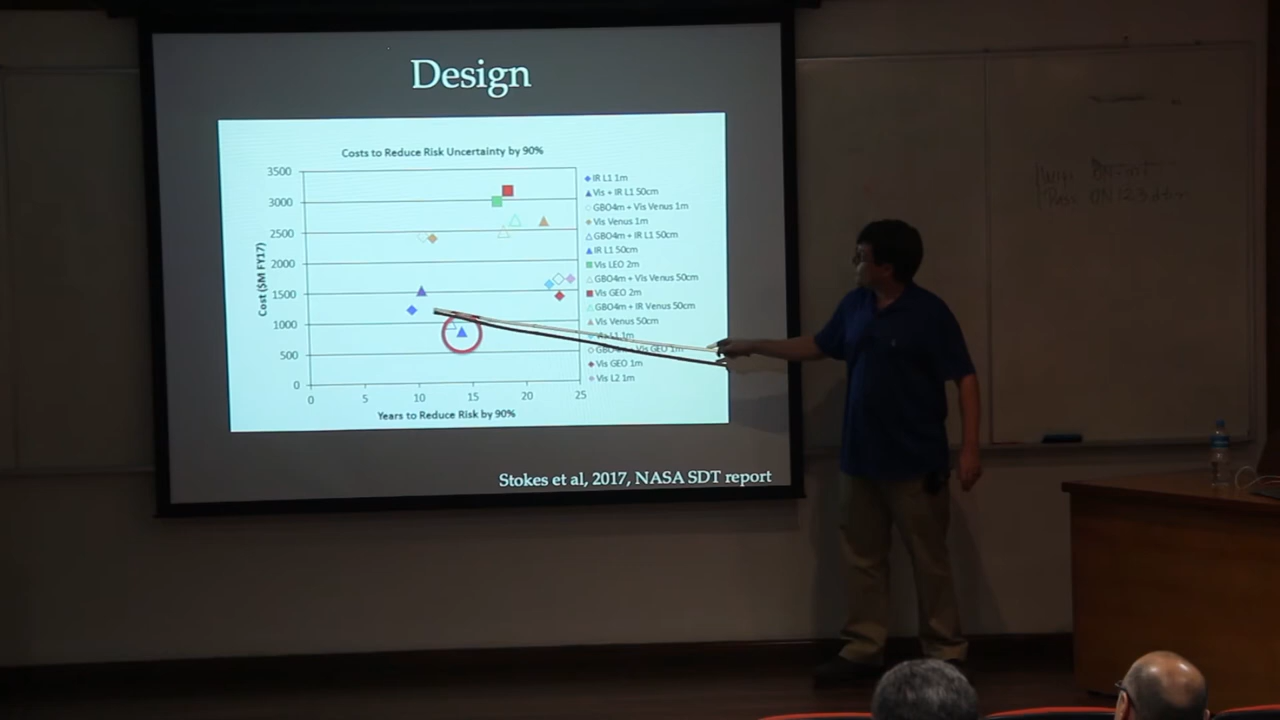 Design
Costs to Reduce Risk Uncertainty by 90%
Cost ($M FY17)
3500
3000
2500
2000
1500
1000
500
0
0 5 10 15 20 25
Years to Reduce Risk by 90%
IR L1 1m
Vis + IR L1 50cm
GBO4m + Vis Venus 1m
Vis Venus 1m
GBO4m + IR L1 50cm
IR L1 50cm
Vis LEO 2m
GBO4m + Vis Venus 50cm
Vis GEO 2m
GBO4m + IR Venus 50cm
Vis Venus 50cm
L1 1m
GBO4m + Vis GEO 1m
Vis GEO 1m
Vis L2 1m
Stokes et al, 2017, NASA SDT report